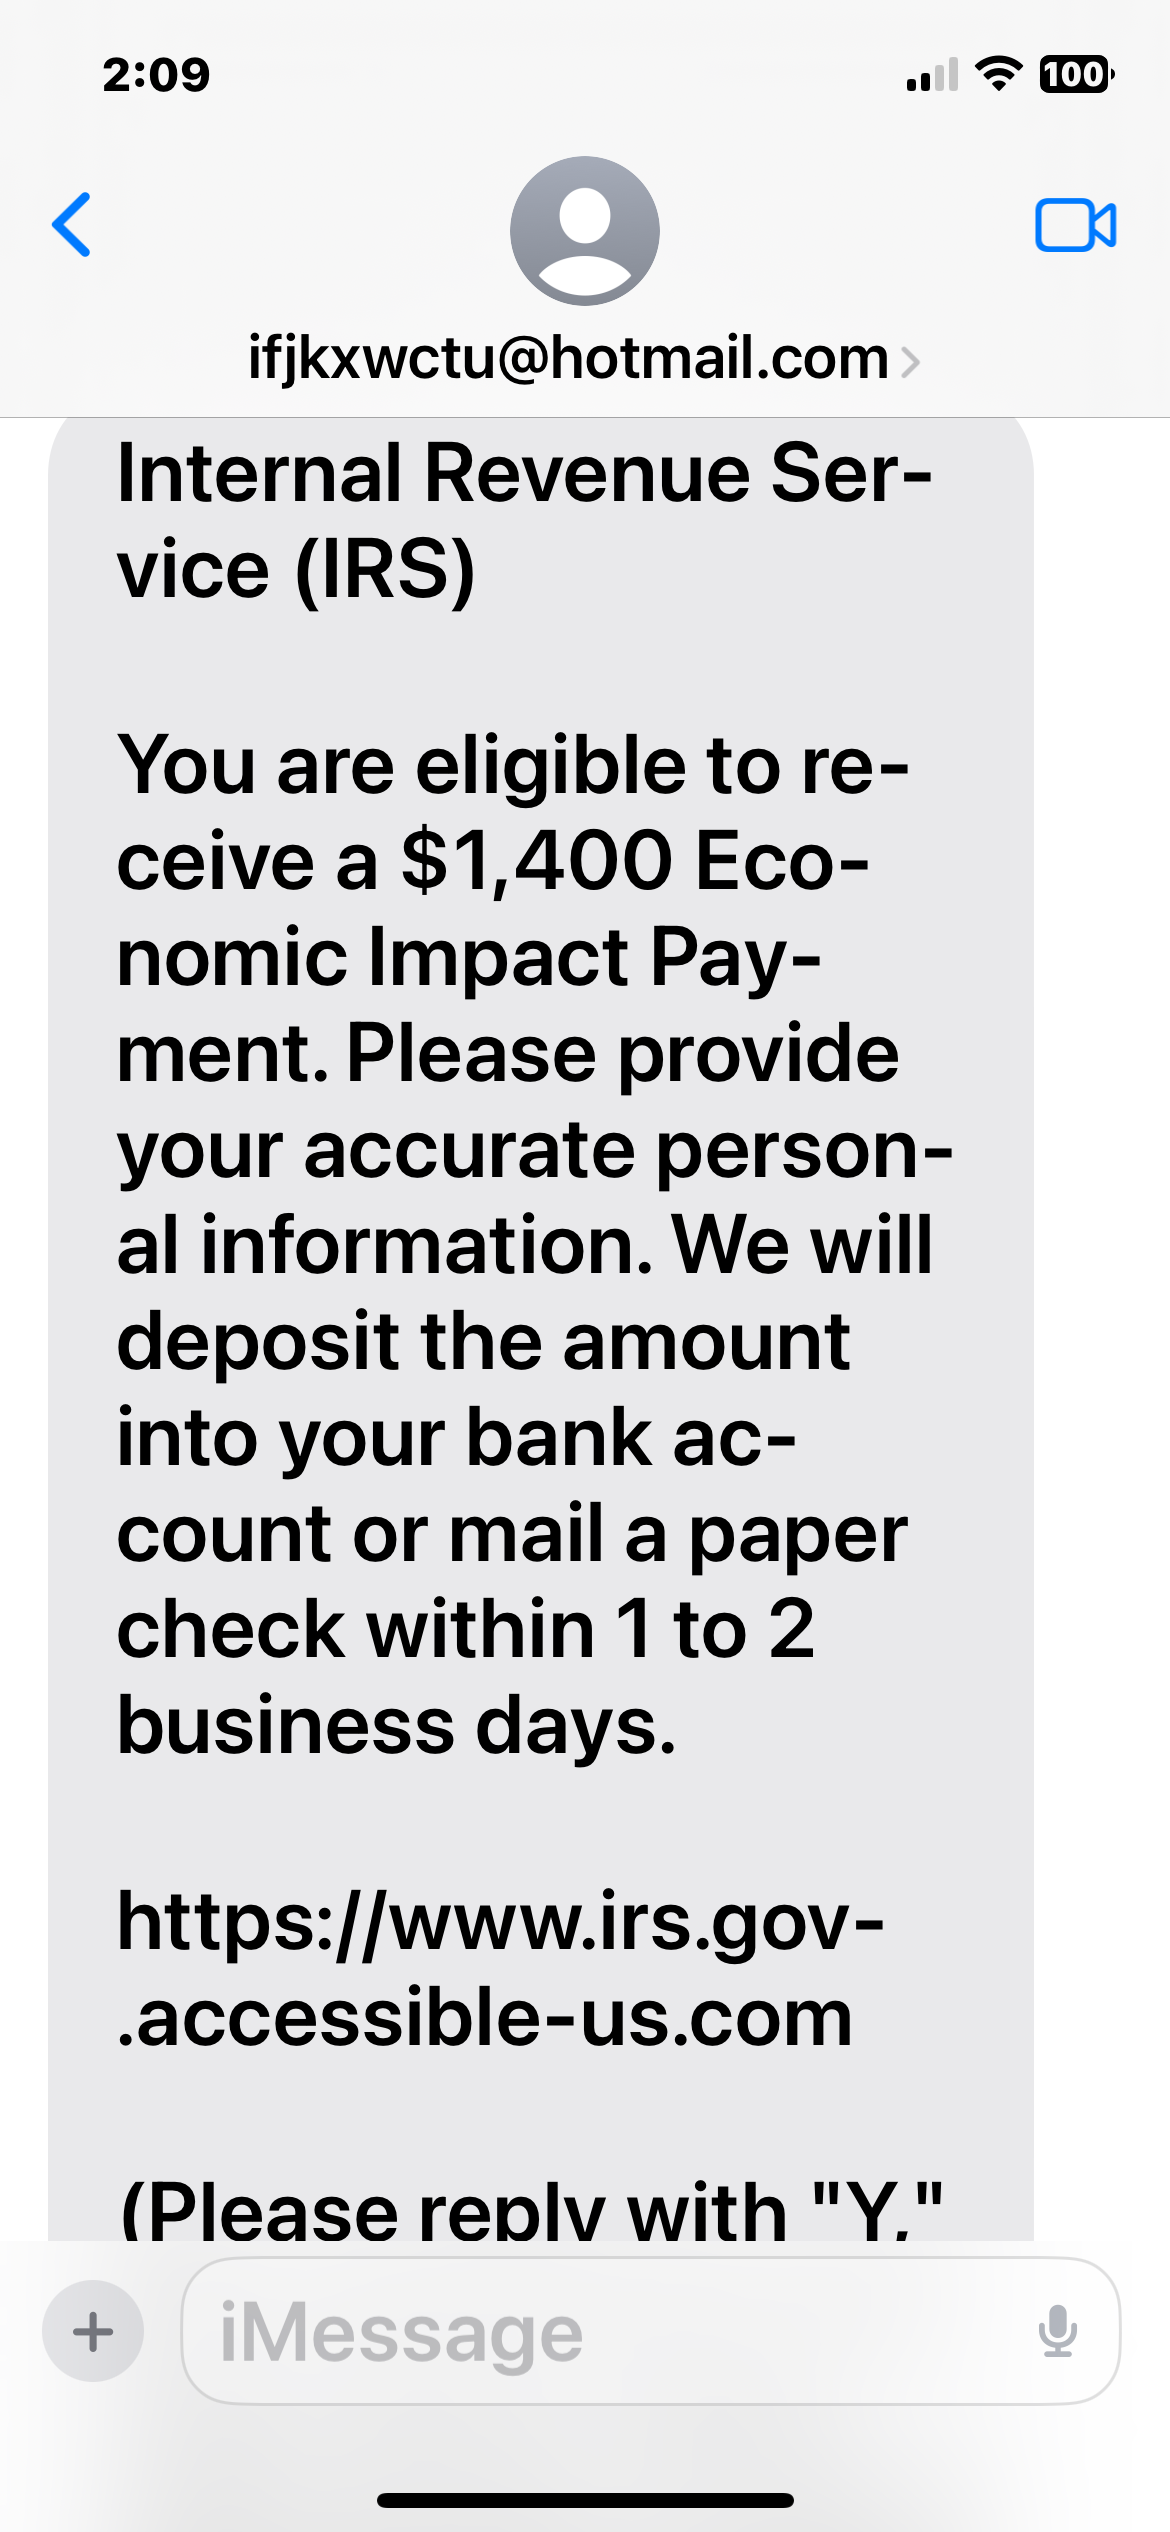 2:09
100
ifjkxwctu@hotmail.com
Internal Revenue Ser-
vice (IRS)
You are eligible to re-
ceive a $1,400 Eco-
nomic Impact Pay-
ment. Please provide
your accurate person-
al information. We will
deposit the amount
into your bank ac-
count or mail a paper
check within 1 to 2
business days.
https://www.irs.gov-
.accessible-us.com
(Please reply with "Y,"
iMessage